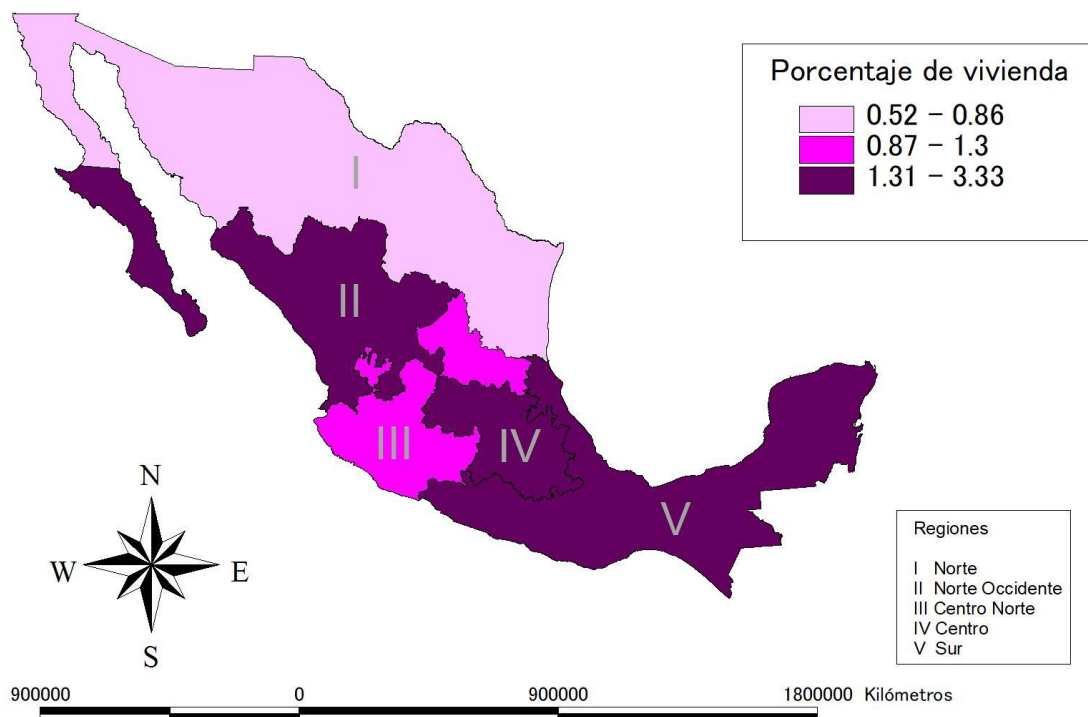 Porcentaje de vivienda
0.52 - 0.86
0.87 - 1.3
1.31 - 3.33
I
II
III
IV
V
N
W E
S
Regiones
I Norte
II Norte Occidente
III Centro Norte
IV Centro
V Sur
900000 0 900000 1800000 Kilómetros